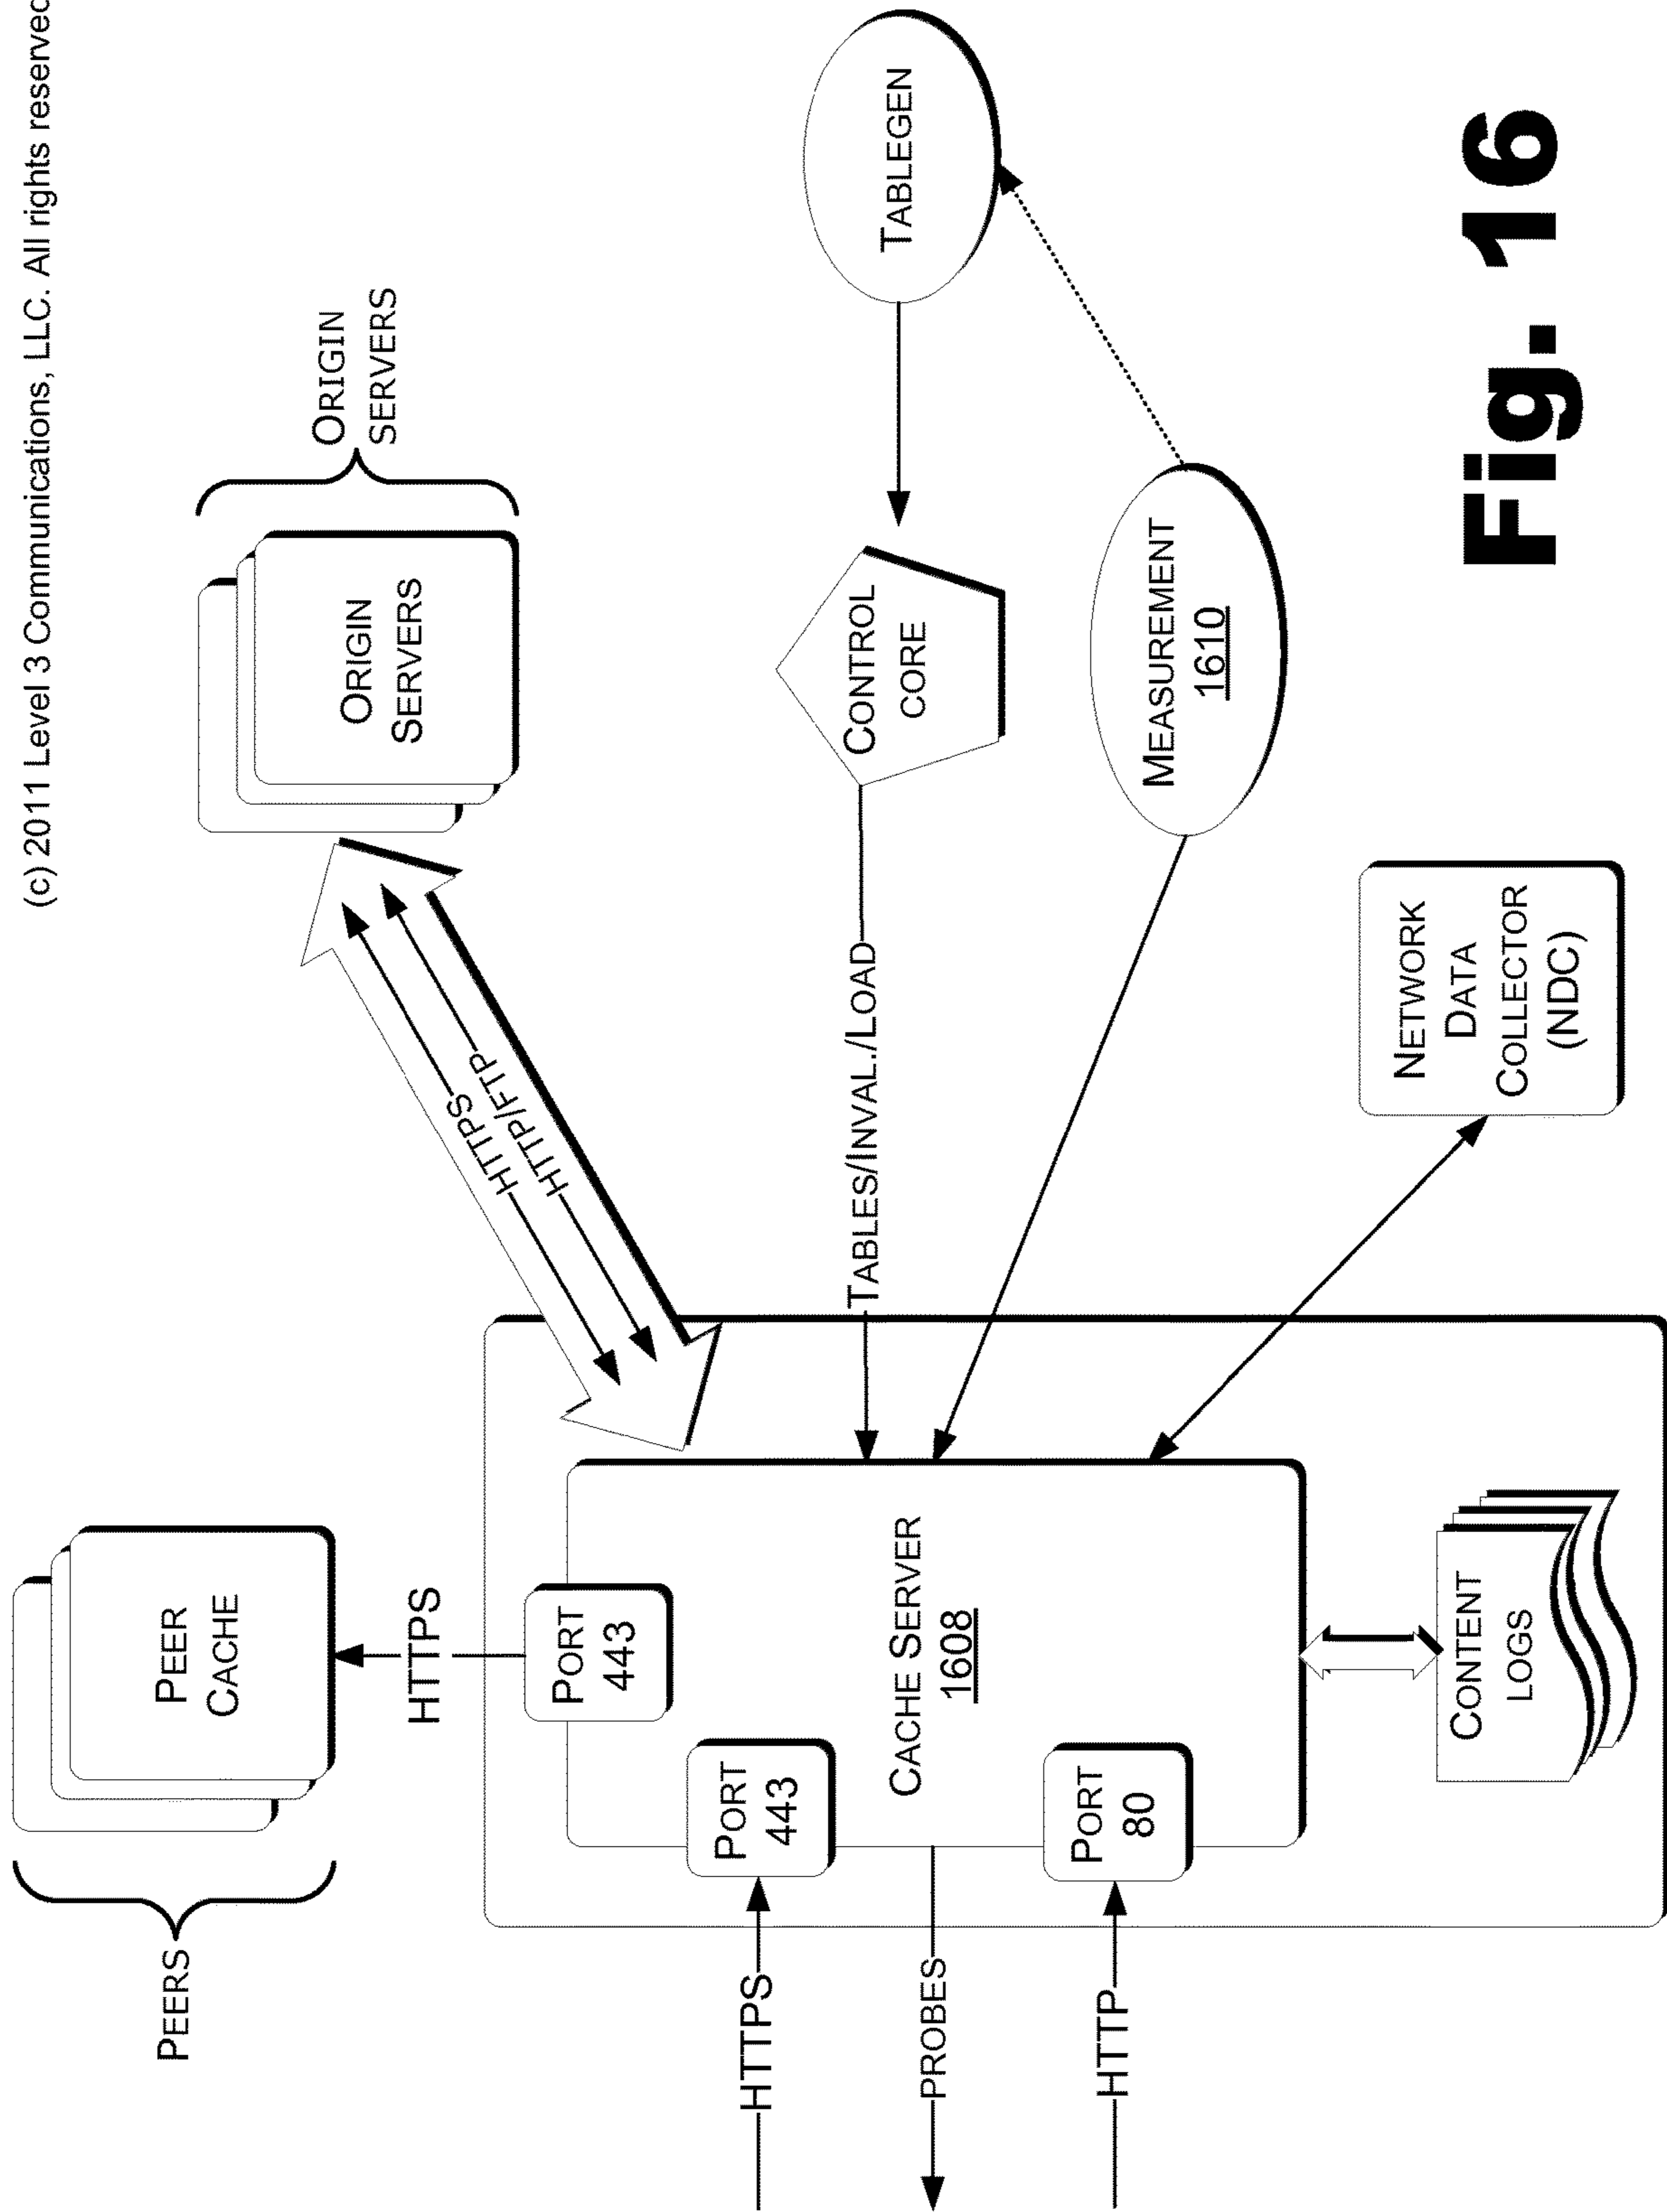 (c) 2011 Level 3 Communications, LLC. All rights reserved
PEERS
PEER
CACHE
HTTPS
ORIGIN
SERVERS
ORIGIN
SERVERS
HTTPS
HTTP/FTP
HTTPS
PORT
443
PORT
443
PROBES
CACHE SERVER
1608
HTTP
PORT
80
TABLES/INVAL./LOAD
CONTROL
CORE
TABLEGEN
MEASUREMENT
1610
CONTENT
LOGS
NETWORK
DATA
COLLECTOR
(NDC)
Fig. 16